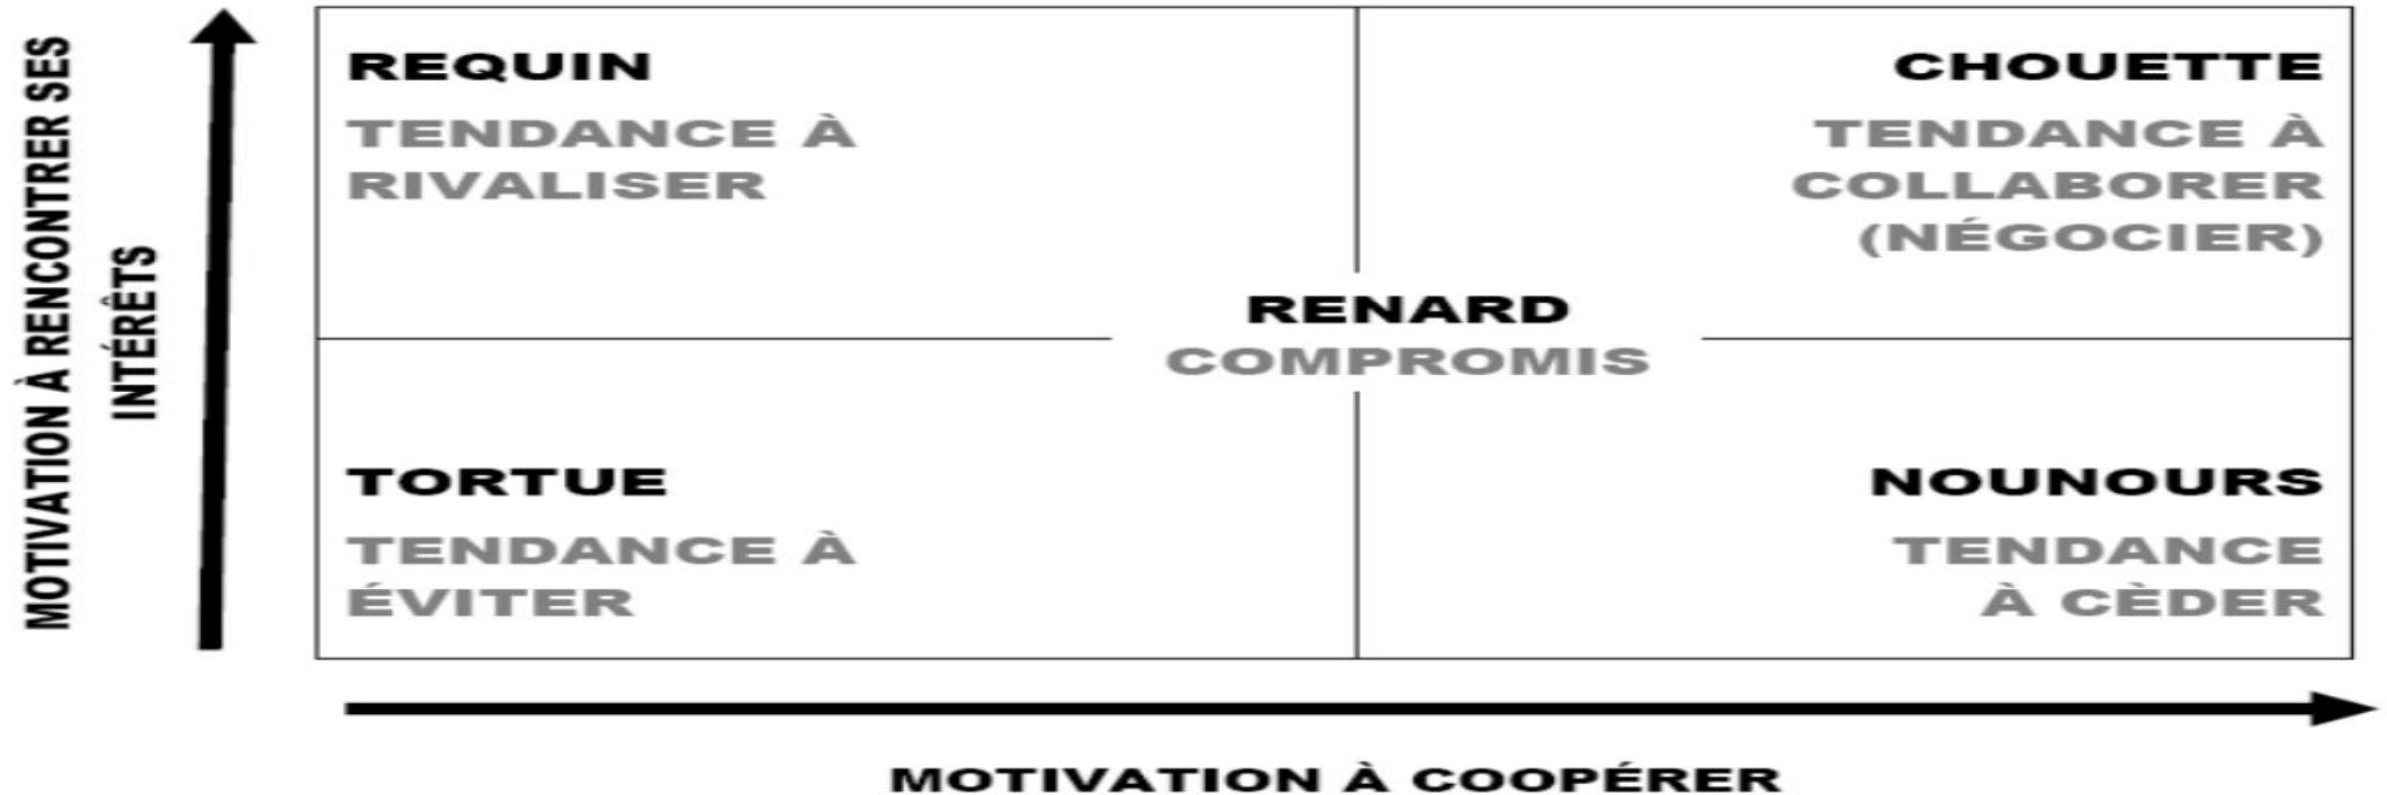 MOTIVATION À RENCONTRER SES
INTÉRÊTS
REQUIN
TENDANCE À
RIVALISER
CHOUETTE
TENDANCE À
COLLABORER
(NÉGOCIER)
RENARD
COMPROMIS
TORTUE
TENDANCE À
ÉVITER
NOUNOURS
TENDANCE
À CÈDER
MOTIVATION À COOPÉRER